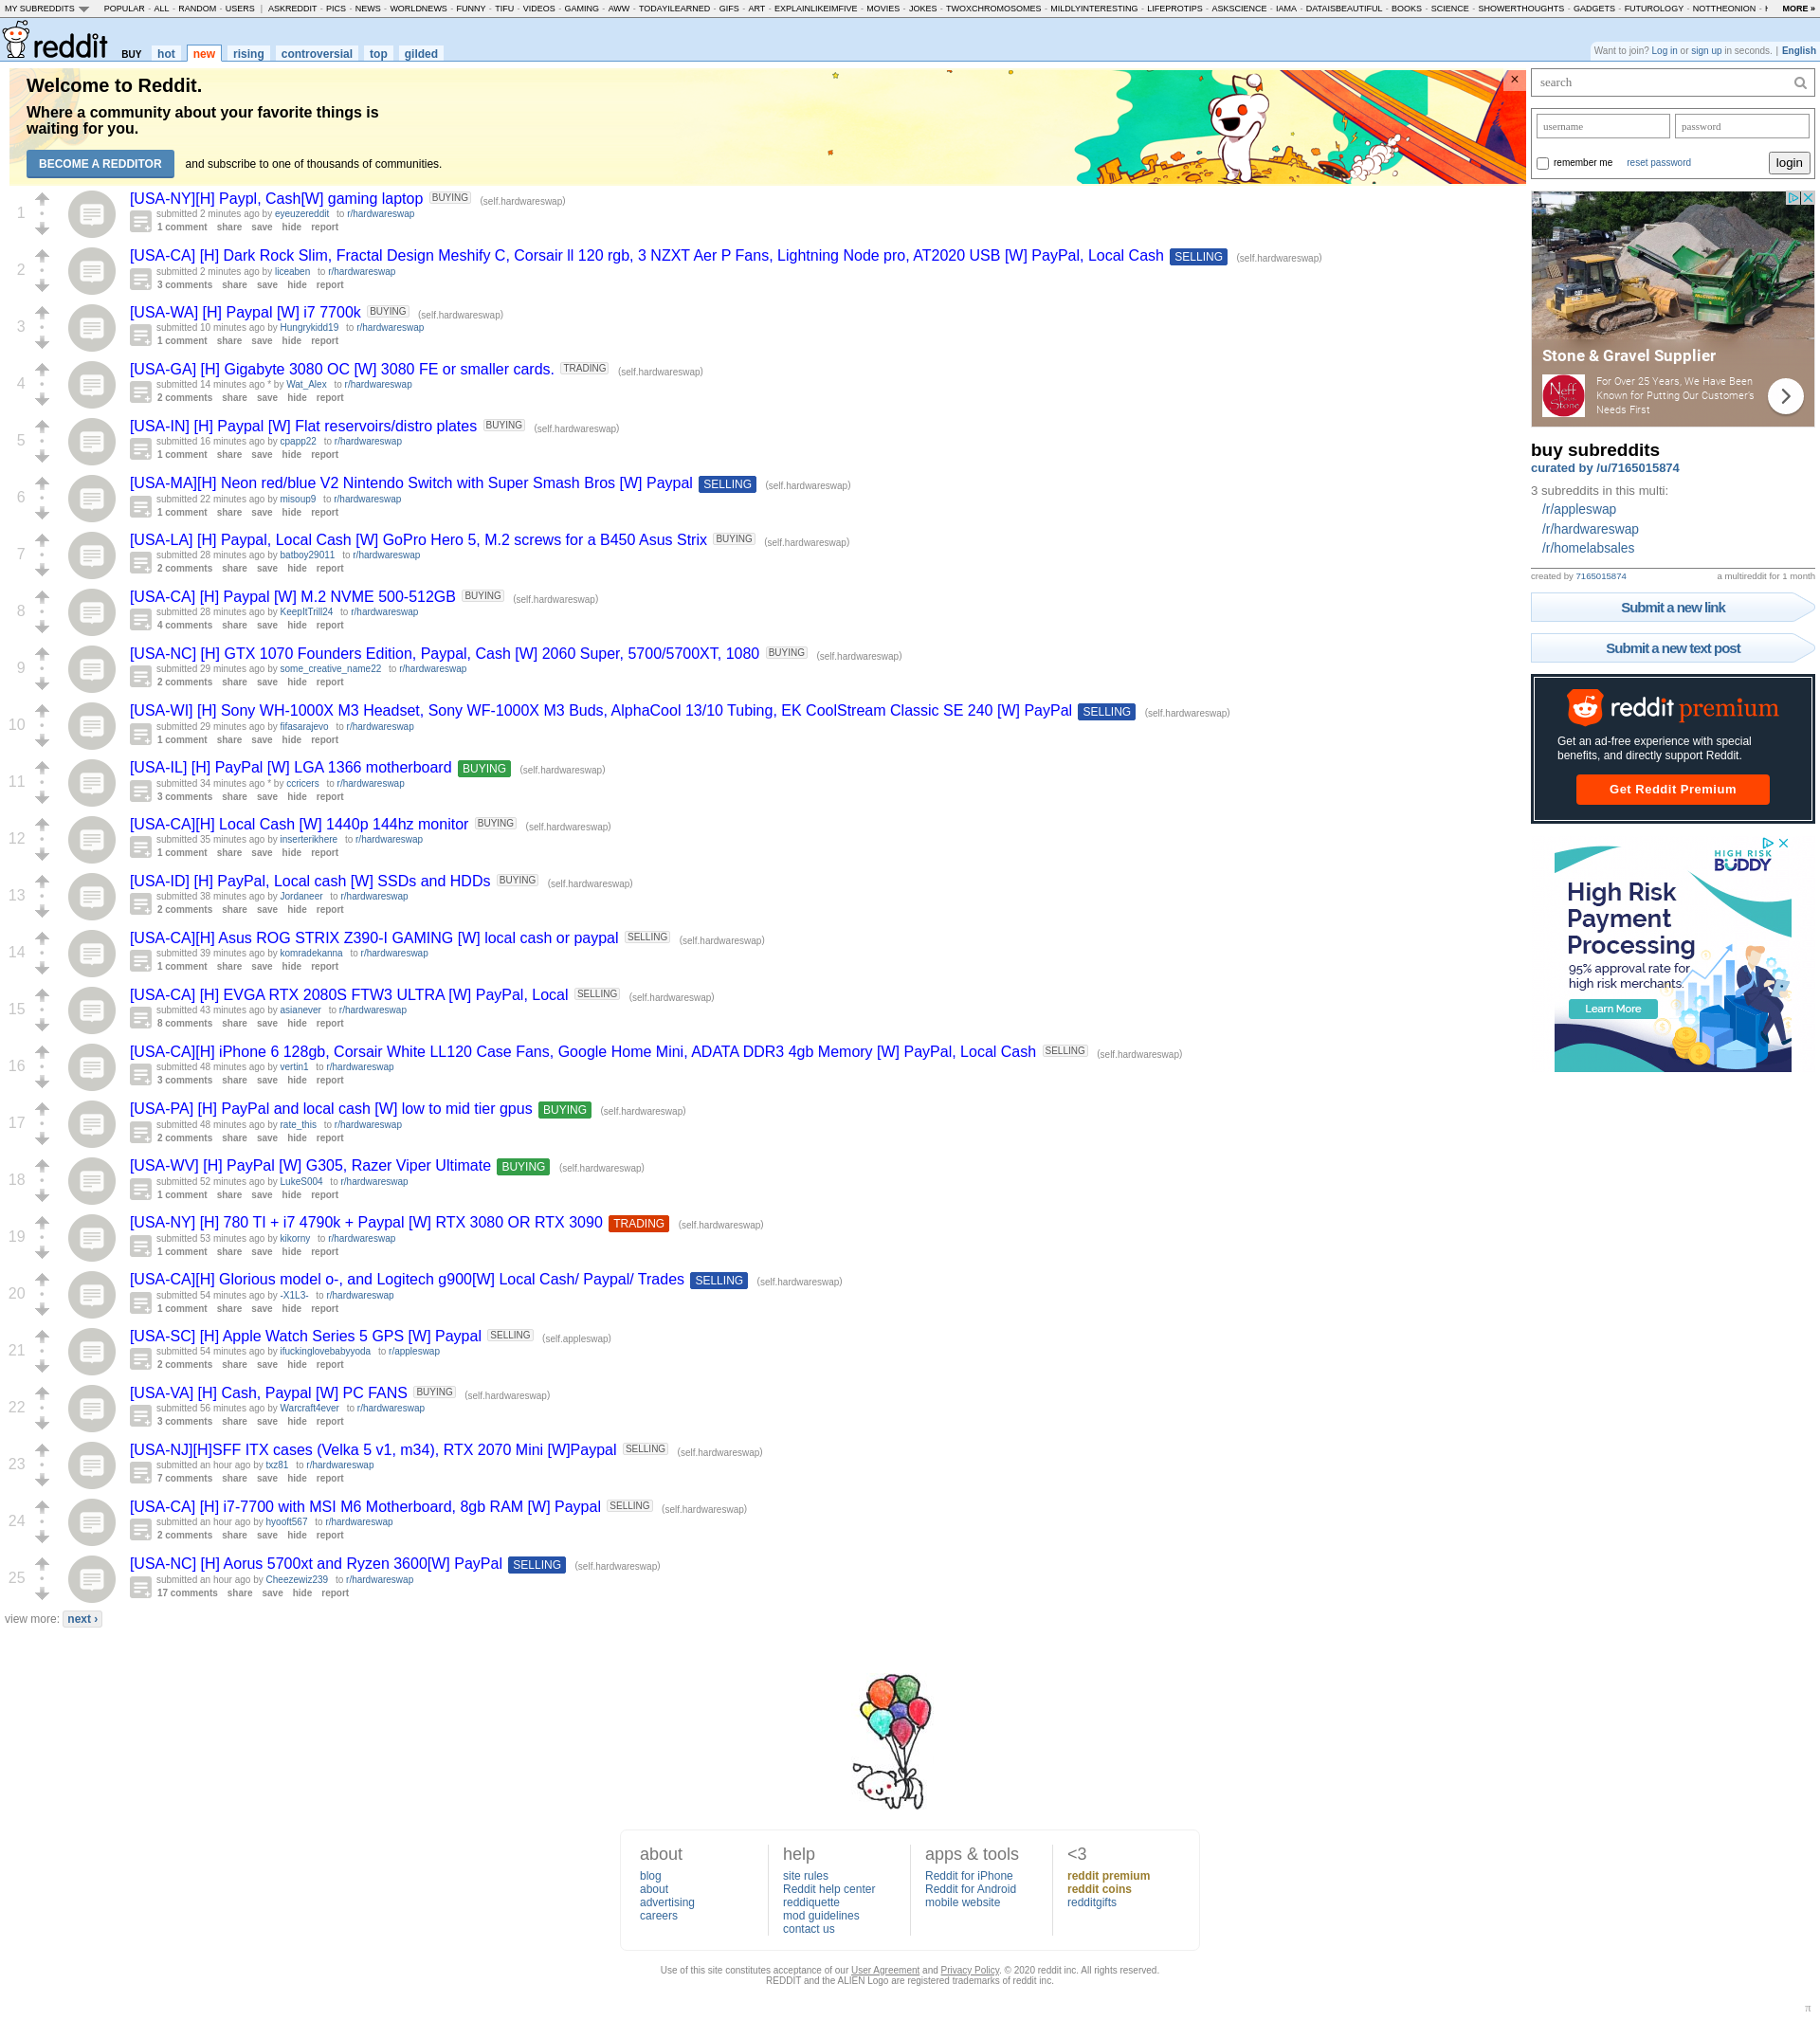 MY SUBREDDITS POPULAR - ALL - RANDOM - USERS | ASKREDDIT - PICS - NEWS - WORLDNEWS - FUNNY - TIFU - VIDEOS - GAMING - AWW - TODAYILEARNED - GIFS - ART - EXPLAINLIKEIMFIVE - MOVIES - JOKES - TWOXCHROMOSOMES - MILDLYINTERESTING - LIFEPROTIPS - ASKSCIENCE - IAMA - DATAISBEAUTIFUL - BOOKS - SCIENCE - SHOWERTHOUGHTS - GADGETS - FUTUROLOGY - NOTTHEONION - MORE »
reddit BUY hot new rising controversial top gilded
Want to join? Log in or sign up in seconds. | English
Welcome to Reddit.
Where a community about your favorite things is
waiting for you.
BECOME A REDDITOR and subscribe to one of thousands of communities.
×
1
[USA-NY][H] Paypl, Cash[W] gaming laptop BUYING (self.hardwareswap)
submitted 2 minutes ago by eyeuzereddit to r/hardwareswap
1 comment share save hide report
2
[USA-CA] [H] Dark Rock Slim, Fractal Design Meshify C, Corsair ll 120 rgb, 3 NZXT Aer P Fans, Lightning Node pro, AT2020 USB [W] PayPal, Local Cash SELLING (self.hardwareswap)
submitted 2 minutes ago by liceaben to r/hardwareswap
3 comments share save hide report
3
[USA-WA] [H] Paypal [W] i7 7700k BUYING (self.hardwareswap)
submitted 10 minutes ago by Hungrykidd19 to r/hardwareswap
1 comment share save hide report
4
[USA-GA] [H] Gigabyte 3080 OC [W] 3080 FE or smaller cards. TRADING (self.hardwareswap)
submitted 14 minutes ago * by Wat_Alex to r/hardwareswap
2 comments share save hide report
5
[USA-IN] [H] Paypal [W] Flat reservoirs/distro plates BUYING (self.hardwareswap)
submitted 16 minutes ago by cpapp22 to r/hardwareswap
1 comment share save hide report
6
[USA-MA][H] Neon red/blue V2 Nintendo Switch with Super Smash Bros [W] Paypal SELLING (self.hardwareswap)
submitted 22 minutes ago by misoup9 to r/hardwareswap
1 comment share save hide report
7
[USA-LA] [H] Paypal, Local Cash [W] GoPro Hero 5, M.2 screws for a B450 Asus Strix BUYING (self.hardwareswap)
submitted 28 minutes ago by batboy29011 to r/hardwareswap
2 comments share save hide report
8
[USA-CA] [H] Paypal [W] M.2 NVME 500-512GB BUYING (self.hardwareswap)
submitted 28 minutes ago by KeepItTrill24 to r/hardwareswap
4 comments share save hide report
9
[USA-NC] [H] GTX 1070 Founders Edition, Paypal, Cash [W] 2060 Super, 5700/5700XT, 1080 BUYING (self.hardwareswap)
submitted 29 minutes ago by some_creative_name22 to r/hardwareswap
2 comments share save hide report
10
[USA-WI] [H] Sony WH-1000X M3 Headset, Sony WF-1000X M3 Buds, AlphaCool 13/10 Tubing, EK CoolStream Classic SE 240 [W] PayPal SELLING (self.hardwareswap)
submitted 29 minutes ago by fifasarajevo to r/hardwareswap
1 comment share save hide report
11
[USA-IL] [H] PayPal [W] LGA 1366 motherboard BUYING (self.hardwareswap)
submitted 34 minutes ago * by ccricers to r/hardwareswap
3 comments share save hide report
12
[USA-CA][H] Local Cash [W] 1440p 144hz monitor BUYING (self.hardwareswap)
submitted 35 minutes ago by inserterikhere to r/hardwareswap
1 comment share save hide report
13
[USA-ID] [H] PayPal, Local cash [W] SSDs and HDDs BUYING (self.hardwareswap)
submitted 38 minutes ago by Jordaneer to r/hardwareswap
2 comments share save hide report
14
[USA-CA][H] Asus ROG STRIX Z390-I GAMING [W] local cash or paypal SELLING (self.hardwareswap)
submitted 39 minutes ago by komradekanna to r/hardwareswap
1 comment share save hide report
15
[USA-CA] [H] EVGA RTX 2080S FTW3 ULTRA [W] PayPal, Local SELLING (self.hardwareswap)
submitted 43 minutes ago by asianever to r/hardwareswap
8 comments share save hide report
16
[USA-CA][H] iPhone 6 128gb, Corsair White LL120 Case Fans, Google Home Mini, ADATA DDR3 4gb Memory [W] PayPal, Local Cash SELLING (self.hardwareswap)
submitted 48 minutes ago by vertin1 to r/hardwareswap
3 comments share save hide report
17
[USA-PA] [H] PayPal and local cash [W] low to mid tier gpus BUYING (self.hardwareswap)
submitted 48 minutes ago by rate_this to r/hardwareswap
2 comments share save hide report
18
[USA-WV] [H] PayPal [W] G305, Razer Viper Ultimate BUYING (self.hardwareswap)
submitted 52 minutes ago by LukeS004 to r/hardwareswap
1 comment share save hide report
19
[USA-NY] [H] 780 TI + i7 4790k + Paypal [W] RTX 3080 OR RTX 3090 TRADING (self.hardwareswap)
submitted 53 minutes ago by kikorny to r/hardwareswap
1 comment share save hide report
20
[USA-CA][H] Glorious model o-, and Logitech g900[W] Local Cash/ Paypal/ Trades SELLING (self.hardwareswap)
submitted 54 minutes ago by -X1L3- to r/hardwareswap
1 comment share save hide report
21
[USA-SC] [H] Apple Watch Series 5 GPS [W] Paypal SELLING (self.appleswap)
submitted 54 minutes ago by ifuckinglovebabyyoda to r/appleswap
2 comments share save hide report
22
[USA-VA] [H] Cash, Paypal [W] PC FANS BUYING (self.hardwareswap)
submitted 56 minutes ago by Warcraft4ever to r/hardwareswap
3 comments share save hide report
23
[USA-NJ][H]SFF ITX cases (Velka 5 v1, m34), RTX 2070 Mini [W]Paypal SELLING (self.hardwareswap)
submitted an hour ago by txz81 to r/hardwareswap
7 comments share save hide report
24
[USA-CA] [H] i7-7700 with MSI M6 Motherboard, 8gb RAM [W] Paypal SELLING (self.hardwareswap)
submitted an hour ago by hyooft567 to r/hardwareswap
2 comments share save hide report
25
[USA-NC] [H] Aorus 5700xt and Ryzen 3600[W] PayPal SELLING (self.hardwareswap)
submitted an hour ago by Cheezewiz239 to r/hardwareswap
17 comments share save hide report
view more: next ›
search
username password
remember me reset password login
Stone & Gravel Supplier
Neff Stone
For Over 25 Years, We Have Been
Known for Putting Our Customer's
Needs First
buy subreddits
curated by /u/7165015874
3 subreddits in this multi:
/r/appleswap
/r/hardwareswap
/r/homelabsales
created by 7165015874 a multireddit for 1 month
Submit a new link
Submit a new text post
reddit premium
Get an ad-free experience with special
benefits, and directly support Reddit.
Get Reddit Premium
HIGH RISK
BUDDY
High Risk
Payment
Processing
95% approval rate for
high risk merchants.
Learn More
about
blog
about
advertising
careers
help
site rules
Reddit help center
reddiquette
mod guidelines
contact us
apps & tools
Reddit for iPhone
Reddit for Android
mobile website
<3
reddit premium
reddit coins
redditgifts
Use of this site constitutes acceptance of our User Agreement and Privacy Policy. © 2020 reddit inc. All rights reserved.
REDDIT and the ALIEN Logo are registered trademarks of reddit inc.
π